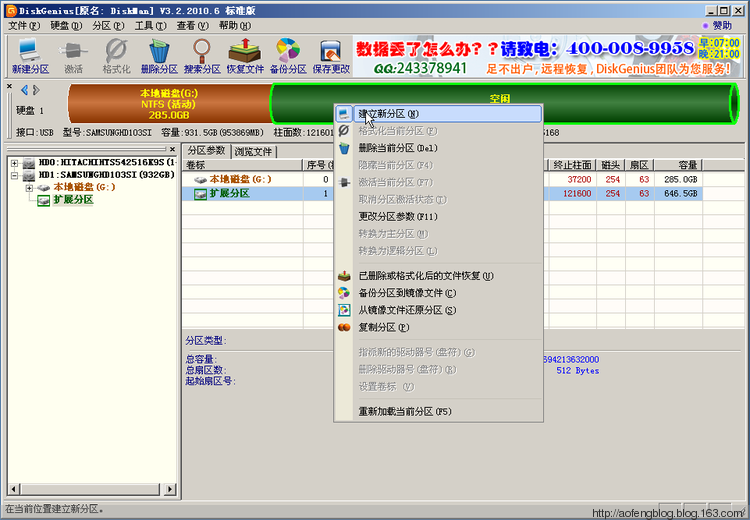 DiskGenius[原名: DiskMan] V3.2.2010.6 标准版
文件(F) 硬盘(D) 分区(P) 工具(T) 查看(V) 帮助(H) 赞助
新建分区 激活 格式化 删除分区 搜索分区 恢复文件 备份分区 保存更改
数据丢了怎么办??请致电: 400-008-9958 早:07:00
QQ:243378941 足不出户,远程恢复,DiskGenius团队为您服务! 晚:21:00
硬盘 1
本地磁盘(G:)
NTFS (活动)
285.0GB
空闲
接口:USB 型号:SAMSUNGHD103SI 容量:931.5GB(953869MB) 柱面数:121601
168
HD0:HITACHIHTS542516K9S(1
HD1:SAMSUNGHD103SI(932GB)
本地磁盘(G:)
扩展分区
分区参数 浏览文件
卷标 序号( 终止柱面 磁头 扇区 容量
本地磁盘(G:) 0 37200 254 63 285.0GB
扩展分区 1 121600 254 63 646.5GB
建立新分区(N)
格式化当前分区(F)
删除当前分区(Del)
隐藏当前分区(F4)
激活当前分区(F7)
取消分区激活状态(T)
更改分区参数(F11)
转换为主分区(M)
转换为逻辑分区(L)
已删除或格式化后的文件恢复(U)
备份分区到镜像文件(C)
从镜像文件还原分区(S)
复制分区(P)
指派新的驱动器号(盘符)(G)
删除驱动器号(盘符)(R)
设置卷标 (V)
重新加载当前分区(F5)
分区类型:
总容量: 694213632000
总扇区数: 512 Bytes
起始扇区号:
在当前位置建立新分区。
http://aofengblog.blog.163.com/